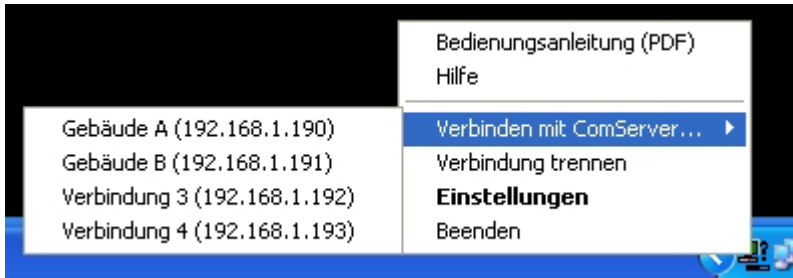 Bedienungsanleitung (PDF)
Hilfe
Verbinden mit ComServer...
Verbindung trennen
Einstellungen
Beenden
Gebäude A (192.168.1.190)
Gebäude B (192.168.1.191)
Verbindung 3 (192.168.1.192)
Verbindung 4 (192.168.1.193)